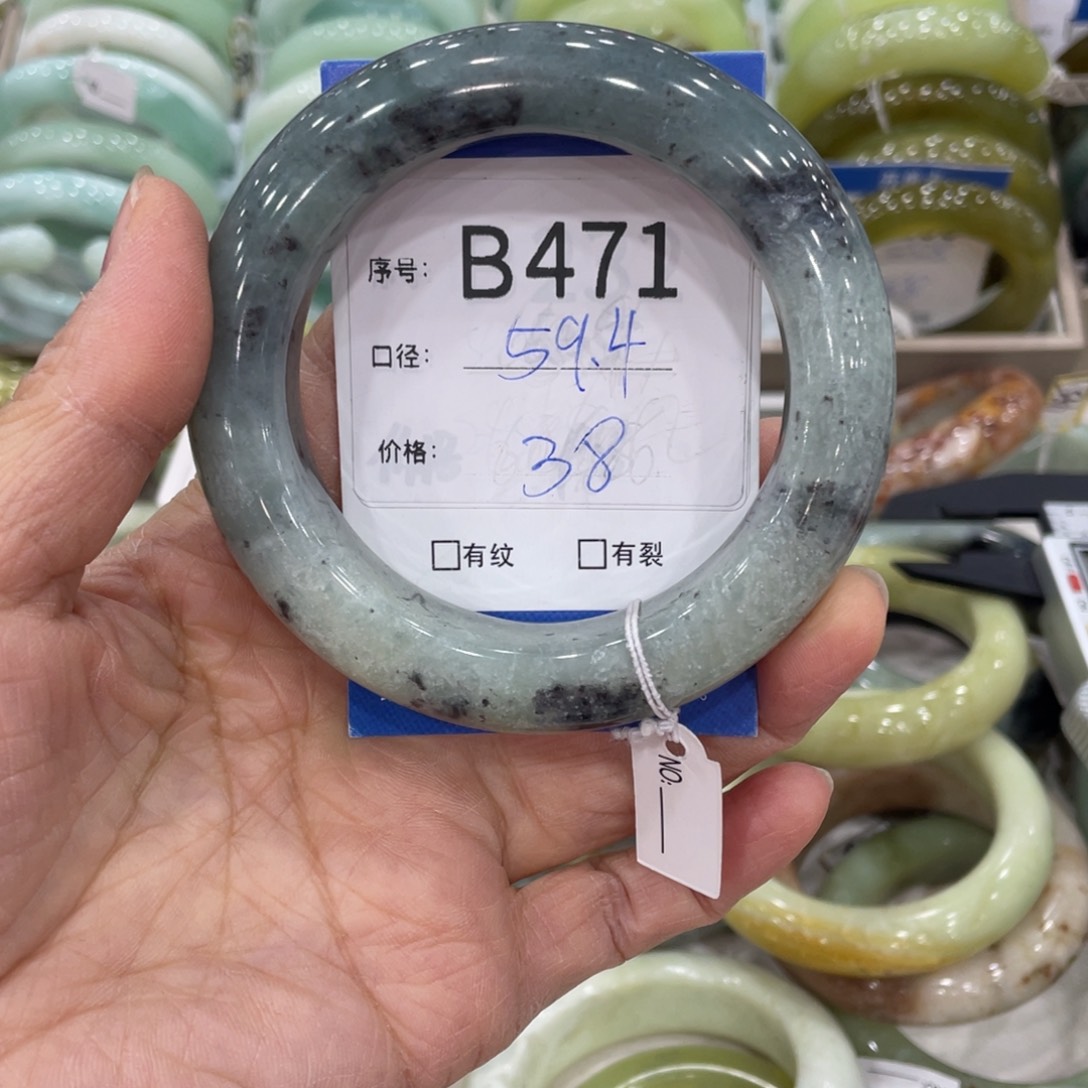 序号: B471
口径: 59.4
价格: 38
□有纹 □有裂
NO: